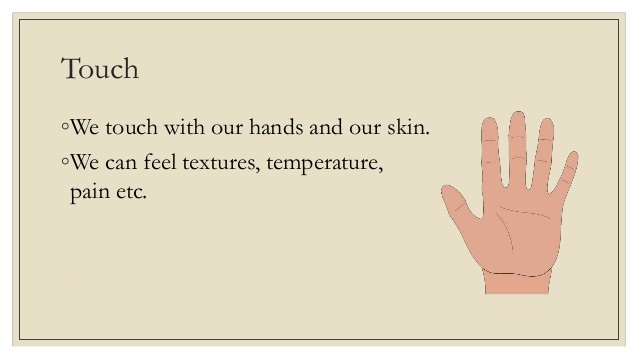 Touch
◦We touch with our hands and our skin.
◦We can feel textures, temperature,
pain etc.